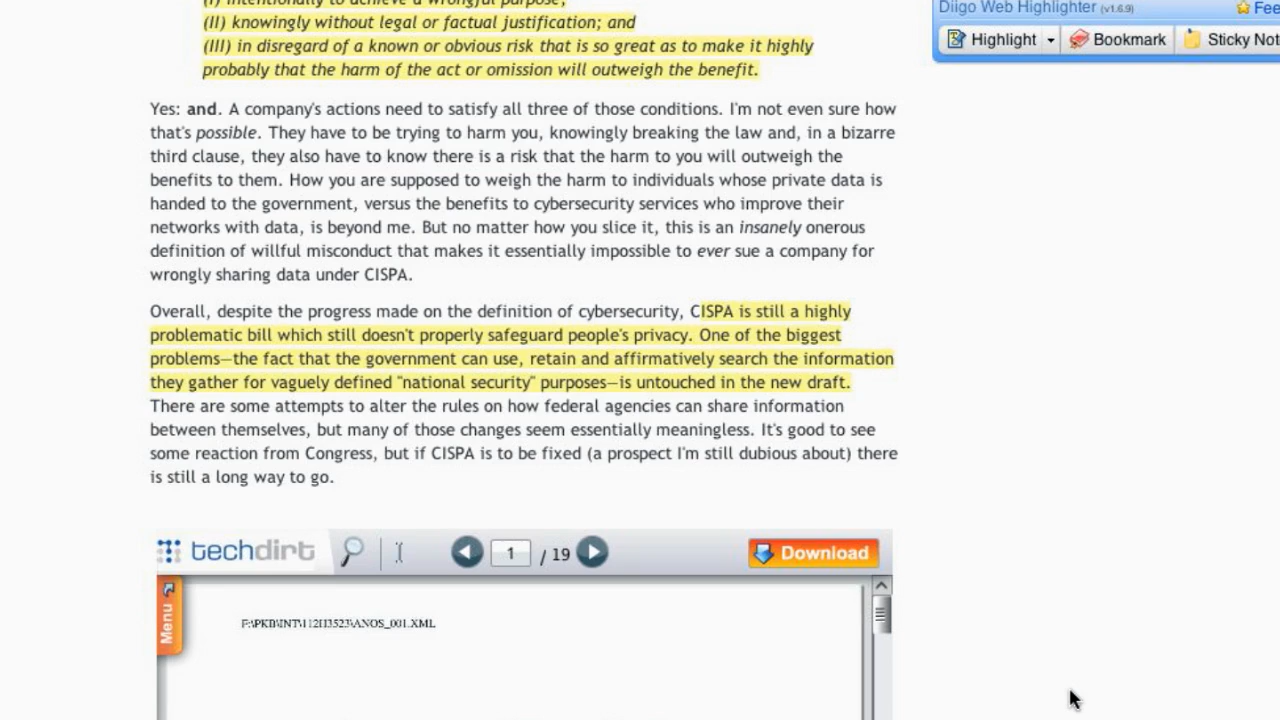 (I) intentionally to achieve a wrongful purpose;
(II) knowingly without legal or factual justification; and
(III) in disregard of a known or obvious risk that is so great as to make it highly
probably that the harm of the act or omission will outweigh the benefit.
Yes: and. A company's actions need to satisfy all three of those conditions. I'm not even sure how
that's possible. They have to be trying to harm you, knowingly breaking the law and, in a bizarre
third clause, they also have to know there is a risk that the harm to you will outweigh the
benefits to them. How you are supposed to weigh the harm to individuals whose private data is
handed to the government, versus the benefits to cybersecurity services who improve their
networks with data, is beyond me. But no matter how you slice it, this is an insanely onerous
definition of willful misconduct that makes it essentially impossible to ever sue a company for
wrongly sharing data under CISPA.
Overall, despite the progress made on the definition of cybersecurity, CISPA is still a highly
problematic bill which still doesn't properly safeguard people's privacy. One of the biggest
problems—the fact that the government can use, retain and affirmatively search the information
they gather for vaguely defined "national security" purposes—is untouched in the new draft.
There are some attempts to alter the rules on how federal agencies can share information
between themselves, but many of those changes seem essentially meaningless. It's good to see
some reaction from Congress, but if CISPA is to be fixed (a prospect I'm still dubious about) there
is still a long way to go.
Diigo Web Highlighter (v1.6.9) Fee
Highlight Bookmark Sticky Not
techdirt 1 / 19 Download
Menu
F:\PKB\INT\112II3523\ANOS_001.XML